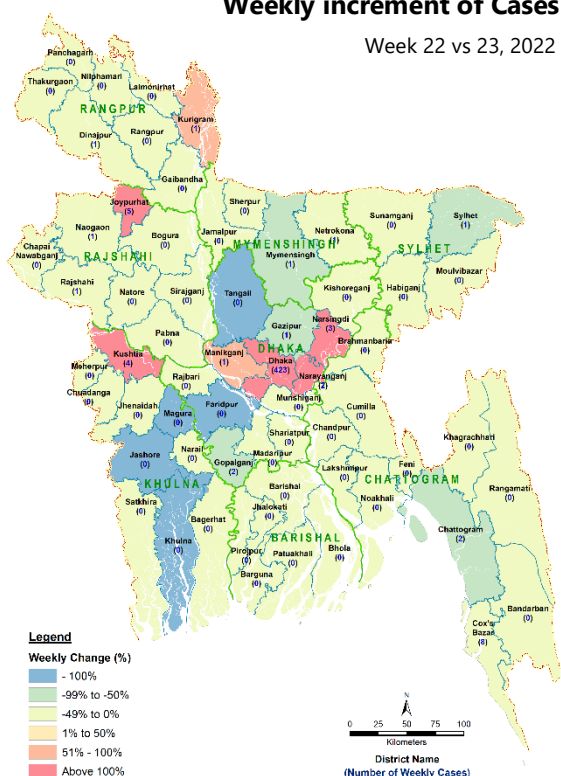 Weekly increment of Cases
Week 22 vs 23, 2022
Panchagarh
(0)
Thakurgaon
(0)
Nilphamari
(0)
Lalmonirhat
(0)
RANGPUR
Kurigram
(1)
Dinajpur
(1)
Rangpur
(0)
Gaibandha
(0)
Joypurhat
(5)
Sherpur
(0)
Sunamganj
(0)
Sylhet
(1)
Naogaon
(1)
Bogura
(0)
Jamalpur
(0)
Netrokona
MYMENSINGH
Mymensingh
(1)
SYLHET
Chapai
Nawabganj
(0)
RAJSHAHI
Moulvibazar
(0)
Rajshahi
(1)
Natore
(0)
Sirajganj
(0)
Tangail
(0)
Kishoreganj
(0)
Habiganj
(0)
Pabna
(0)
Gazipur
(1)
Narsingdi
(3)
Brahmanbaria
(0)
Kushtia
(4)
DHAKA
Manikganj
(1)
Dhaka
(423)
Meherpur
(0)
Rajbari
(0)
Narayanganj
(2)
Chuadanga
(0)
Jhenaidah
(0)
Magura
(0)
Faridpur
(0)
Munshiganj
(0)
Cumilla
(0)
Chandpur
(0)
Khagrachhari
(0)
Jashore
(0)
Narail
(0)
Shariatpur
(0)
Gopalganj
(2)
Madaripur
(0)
Lakshmipur
(0)
Feni
(0)
KHULNA
CHATTOGRAM
Rangamati
(0)
Satkhira
(0)
Bagerhat
(0)
Barishal
(0)
Jhalokati
(0)
Noakhali
(0)
Khulna
(0)
BARISHAL
Chattogram
(2)
Pirojpur
(0)
Patuakhali
(0)
Bhola
(0)
Barguna
(0)
Bandarban
(0)
Cox's
Bazar
(8)
Legend
Weekly Change (%)
- 100%
-99% to -50%
-49% to 0%
1% to 50%
51% - 100%
Above 100%
N
0 25 50 75 100
Kilometers
District Name
(Number of Weekly Cases)